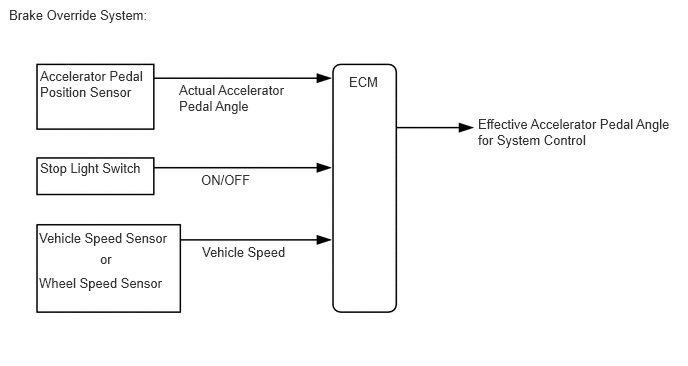 Brake Override System:
Accelerator Pedal
Position Sensor
Actual Accelerator
Pedal Angle
ECM
Effective Accelerator Pedal Angle
for System Control
Stop Light Switch
ON/OFF
Vehicle Speed Sensor
or
Wheel Speed Sensor
Vehicle Speed